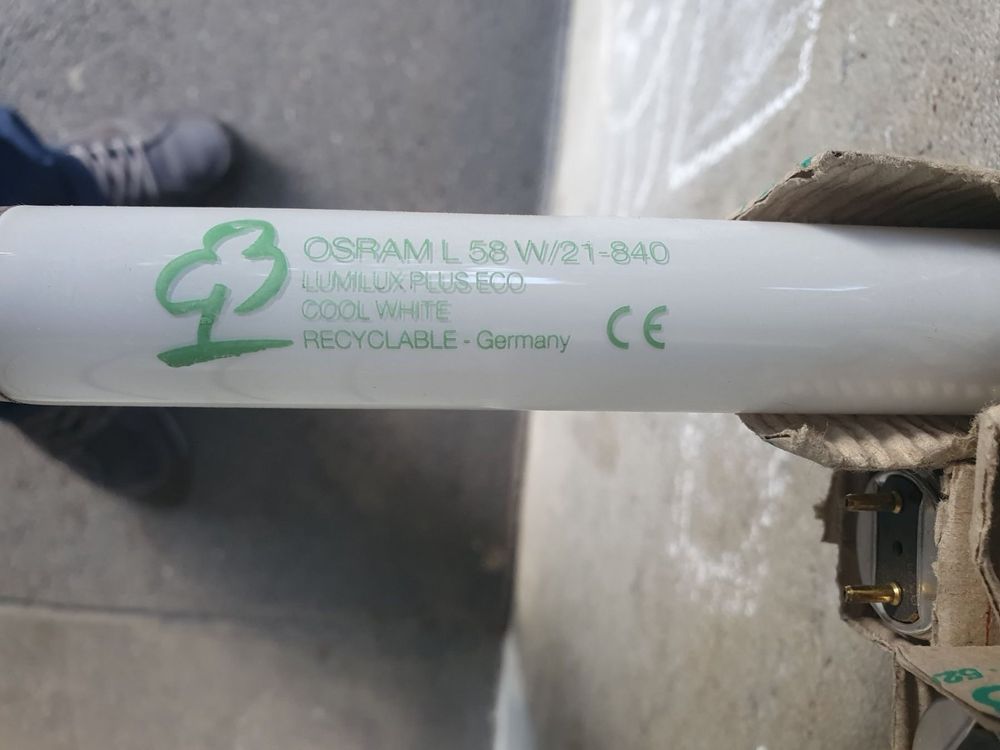 OSRAM L 58 W/21-840
LUMILUX PLUS ECO
COOL WHITE
RECYCLABLE - Germany
CE